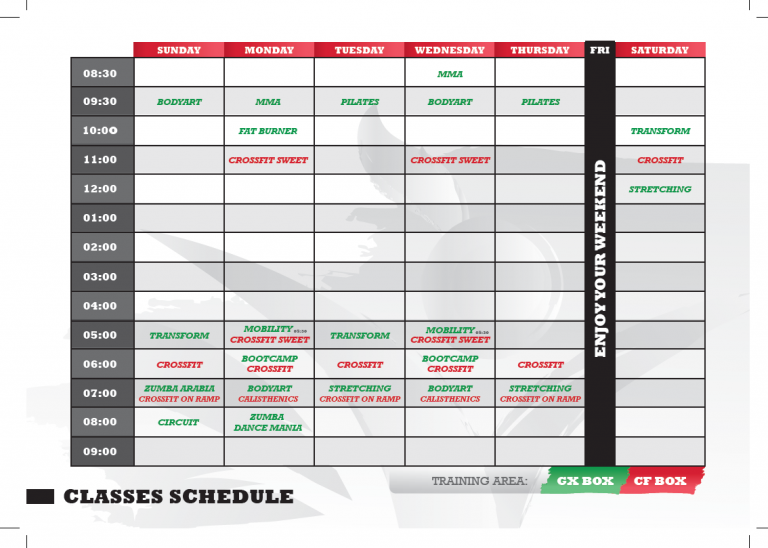 SUNDAY MONDAY TUESDAY WEDNESDAY THURSDAY FRI SATURDAY
08:30 MMA
09:30 BODYART MMA PILATES BODYART PILATES
10:00 FAT BURNER TRANSFORM
11:00 CROSSFIT SWEET CROSSFIT SWEET CROSSFIT
12:00 STRETCHING
01:00
02:00
03:00
04:00
ENJOY YOUR WEEKEND
05:00 TRANSFORM MOBILITY TRANSFORM MOBILITY
CROSSFIT SWEET CROSSFIT SWEET
06:00 CROSSFIT BOOTCAMP CROSSFIT BOOTCAMP CROSSFIT
CROSSFIT CROSSFIT
07:00 ZUMBA ARABIA BODYART STRETCHING BODYART STRETCHING
CROSSFIT ON RAMP CALISTHENICS CROSSFIT ON RAMP CALISTHENICS CROSSFIT ON RAMP
08:00 CIRCUIT ZUMBA
DANCE MANIA
09:00
TRAINING AREA: GX BOX CF BOX
CLASSES SCHEDULE